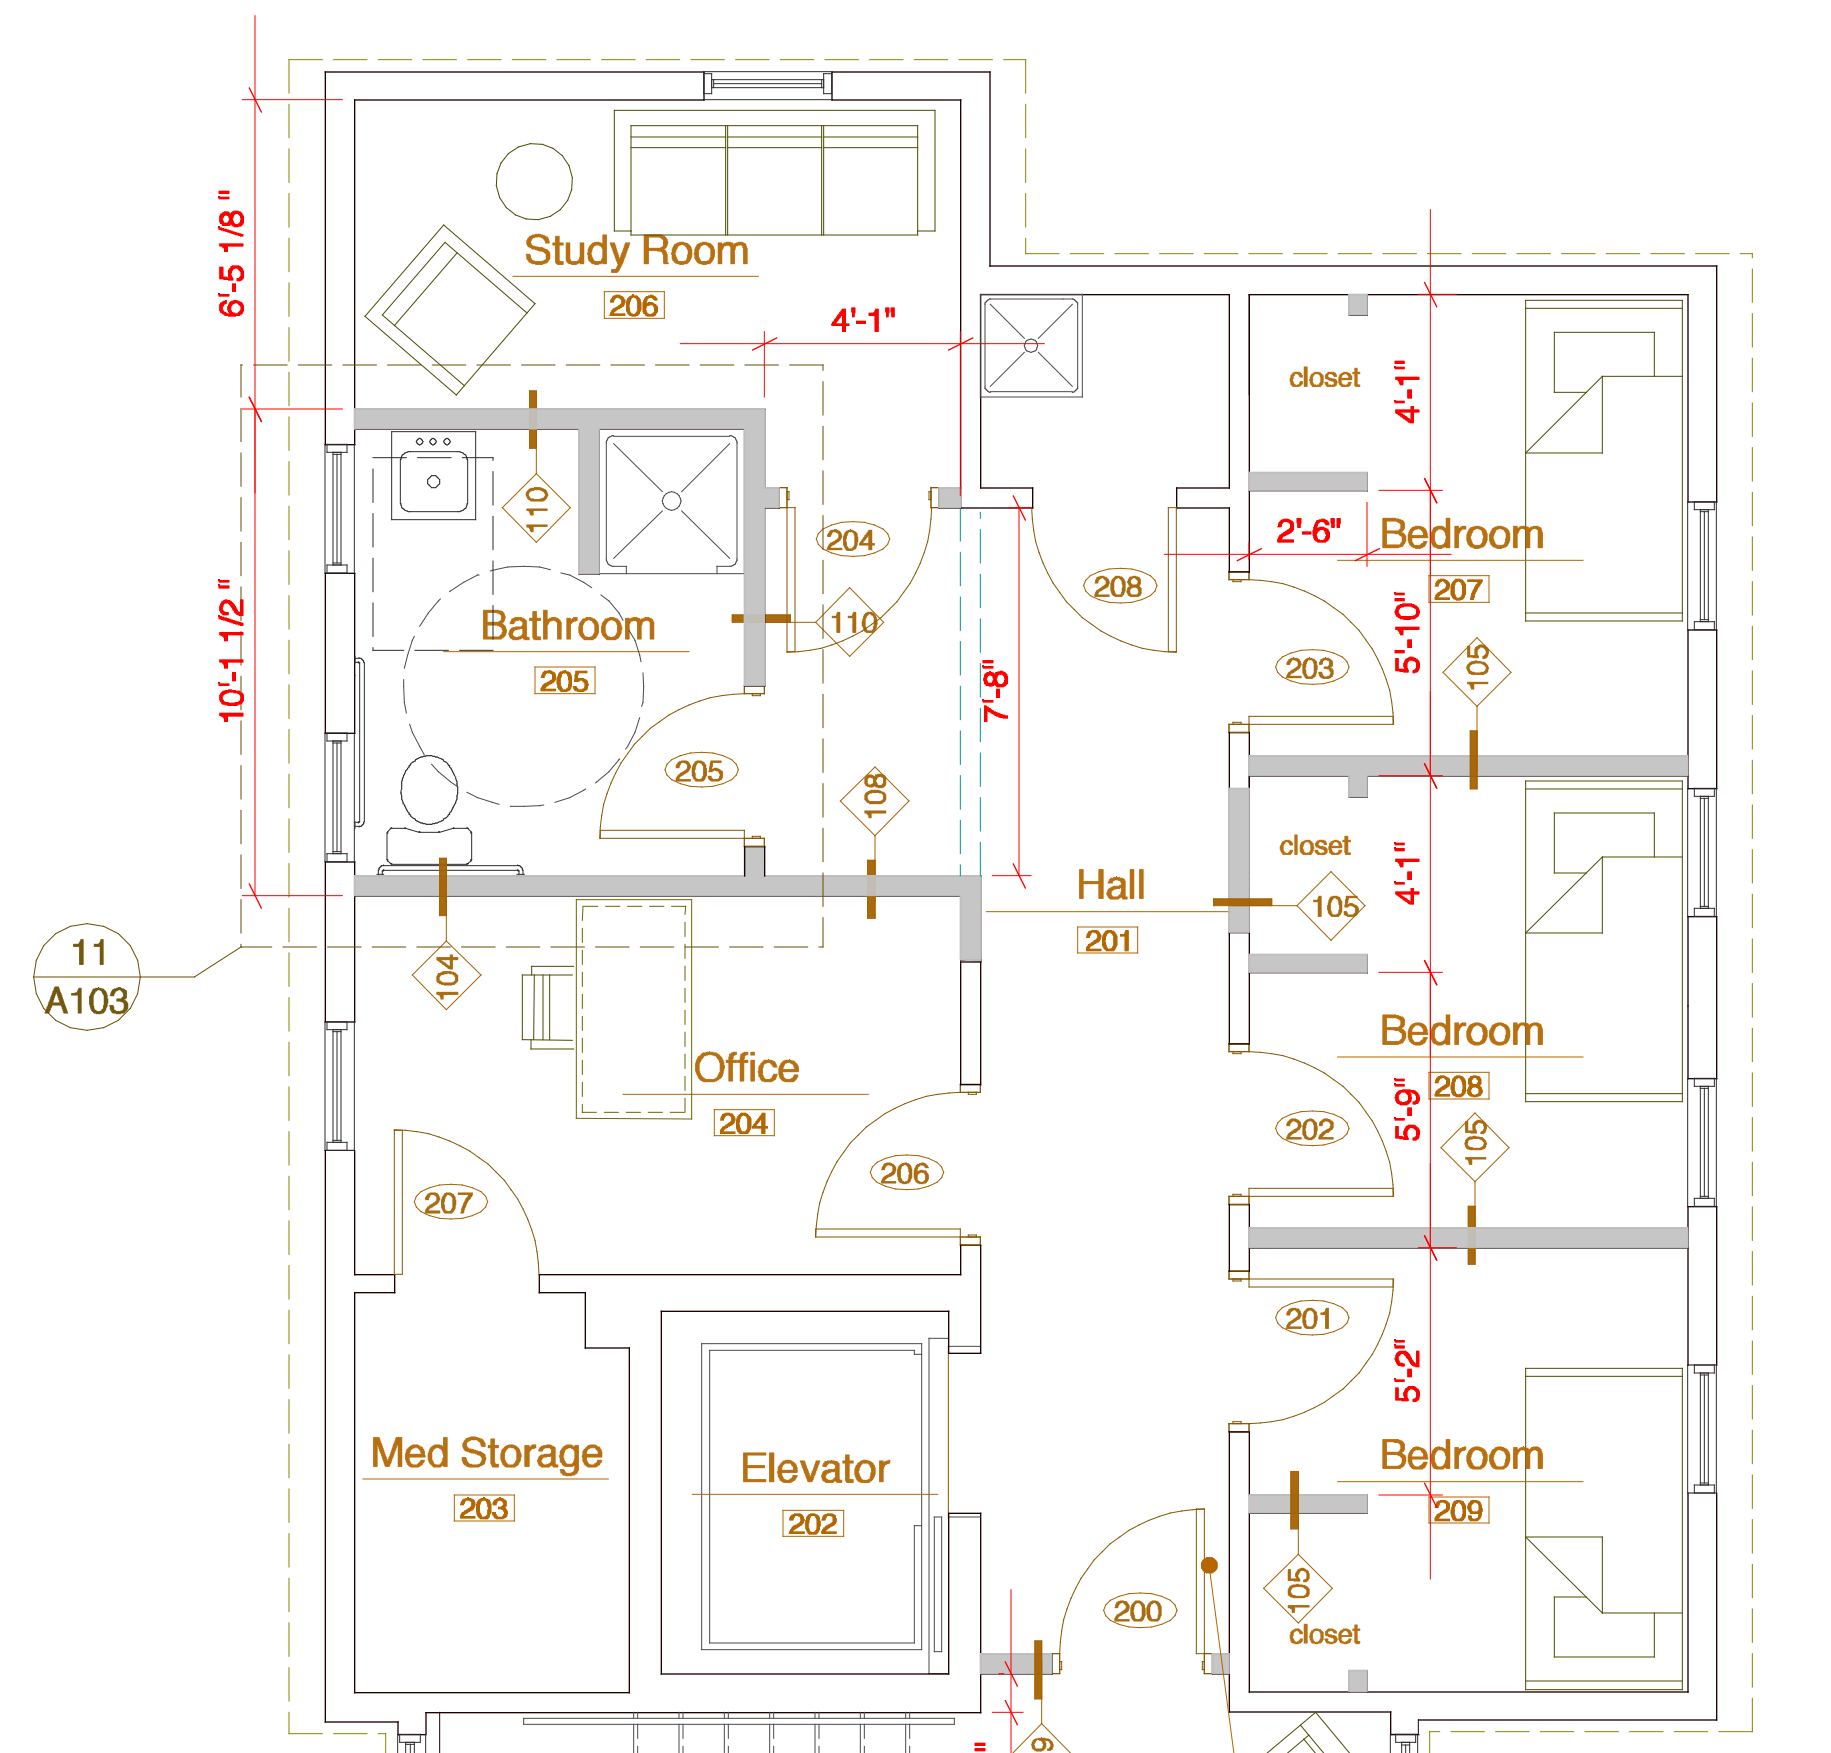 6'-5 1/8 "
Study Room
206
4'-1"
closet
4'-1"
110
204
2'-6"
Bedroom
207
208
5'-10"
10'-1 1/2 "
Bathroom
110
205
203
105
7'-8"
205
108
closet
4'-1"
Hall
201
105
11
A103
104
Office
204
Bedroom
208
5'-9"
202
105
206
207
201
5'-2"
Med Storage
203
Elevator
202
Bedroom
209
105
200
closet
9
"